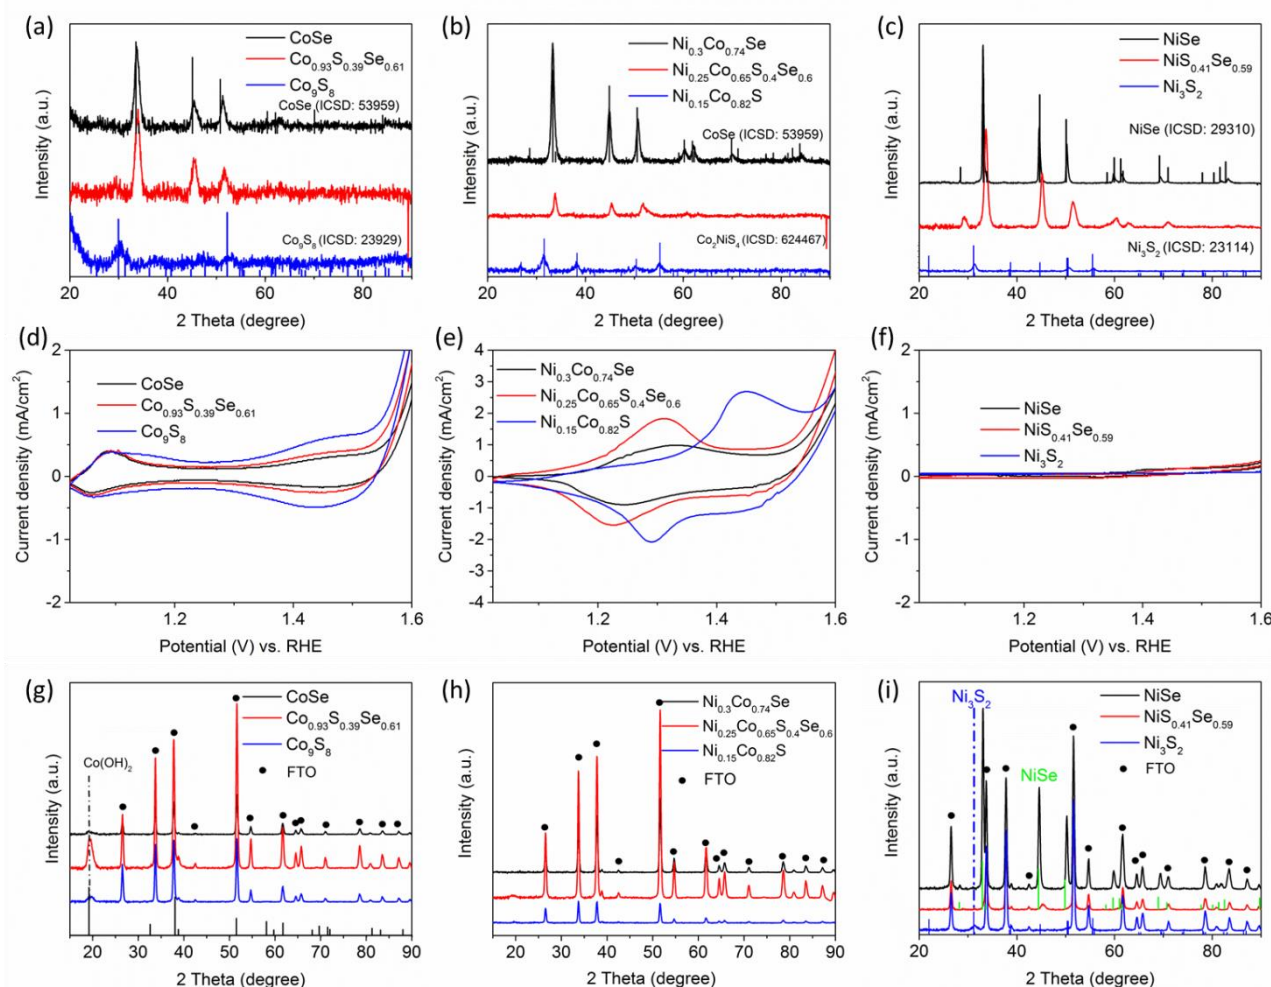 (a)
CoSe
Co0.93S0.39Se0.61
Co9S8
CoSe (ICSD: 53959)
Co9S8 (ICSD: 23929)
Intensity (a.u.)
20 40 60 80
2 Theta (degree)
(b)
Ni0.3Co0.74Se
Ni0.25Co0.65S0.4Se0.6
Ni0.15Co0.82S
CoSe (ICSD: 53959)
Co2NiS4 (ICSD: 624467)
Intensity (a.u.)
20 40 60 80
2 Theta (degree)
(c)
NiSe
NiS0.41Se0.59
Ni3S2
NiSe (ICSD: 29310)
Ni3S2 (ICSD: 23114)
Intensity (a.u.)
20 40 60 80
2 Theta (degree)
(d)
CoSe
Co0.93S0.39Se0.61
Co9S8
Current density (mA/cm2)
2
1
0
-1
-2
1.2 1.4 1.6
Potential (V) vs. RHE
(e)
Ni0.3Co0.74Se
Ni0.25Co0.65S0.4Se0.6
Ni0.15Co0.82S
Current density (mA/cm2)
4
3
2
1
0
-1
-2
-3
-4
1.2 1.4 1.6
Potential (V) vs. RHE
(f)
NiSe
NiS0.41Se0.59
Ni3S2
Current density (mA/cm2)
2
1
0
-1
-2
1.2 1.4 1.6
Potential (V) vs. RHE
(g)
CoSe
Co0.93S0.39Se0.61
Co9S8
FTO
Co(OH)2
Intensity (a.u.)
20 30 40 50 60 70 80 90
2 Theta (degree)
(h)
Ni0.3Co0.74Se
Ni0.25Co0.65S0.4Se0.6
Ni0.15Co0.82S
FTO
Intensity (a.u.)
20 30 40 50 60 70 80 90
2 Theta (degree)
(i)
Ni3S2
NiSe
NiSe
NiS0.41Se0.59
Ni3S2
FTO
Intensity (a.u.)
20 30 40 50 60 70 80 90
2 Theta (degree)